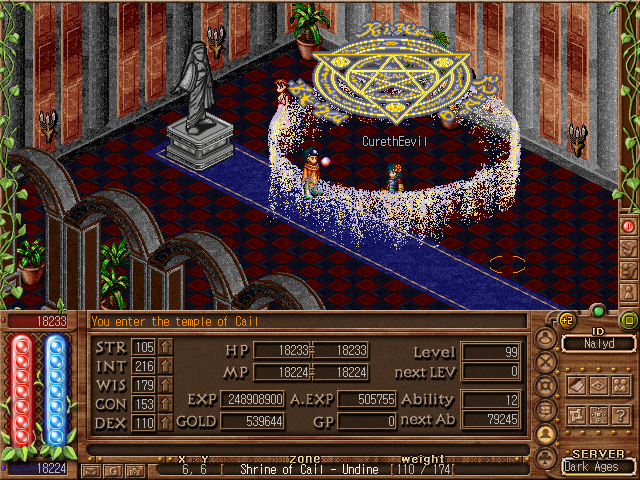 CurethEevil
18233
You enter the temple of Cail
ID
Nalyd
+2
STR 105 HP 18233 18233 Level 99
INT 216 MP 18224 18224 next LEV 0
WIS 179
CON 153 EXP 248908900 A.EXP 505755 Ability 12
DEX 110 GOLD 539644 GP 0 next Ab 79245
18224
X Y zone weight
6, 6 [ Shrine of Cail - Undine [110 / 174[
G
?
SERVER
Dark Ages